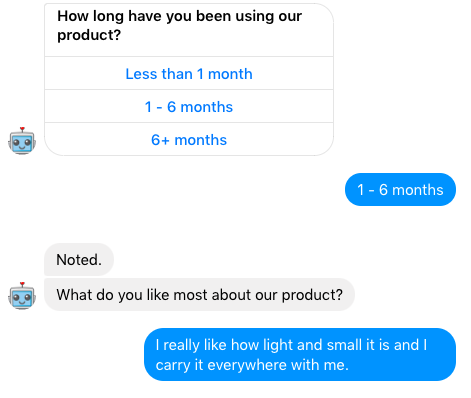 How long have you been using our
product?
Less than 1 month
1 - 6 months
6+ months
1 - 6 months
Noted.
What do you like most about our product?
I really like how light and small it is and I
carry it everywhere with me.